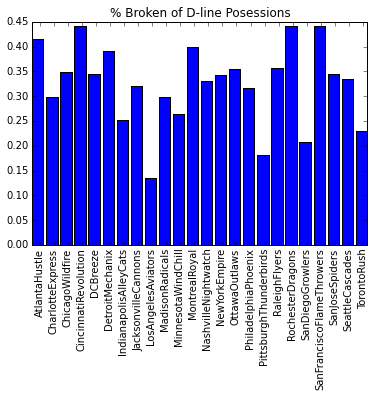 % Broken of D-line Posessions
0.45
0.40
0.35
0.30
0.25
0.20
0.15
0.10
0.05
0.00
AtlantaHustle
CharlotteExpress
ChicagoWildfire
CincinnatiRevolution
DCBreeze
DetroitMechanix
IndianapolisAlleyCats
JacksonvilleCannons
LosAngelesAviators
MadisonRadicals
MinnesotaWindChill
MontrealRoyal
NashvilleNightwatch
NewYorkEmpire
OttawaOutlaws
PhiladelphiaPhoenix
PittsburghThunderbirds
RaleighFlyers
RochesterDragons
SanDiegoGrowlers
SanFranciscoFlameThrowers
SanJoseSpiders
SeattleCascades
TorontoRush